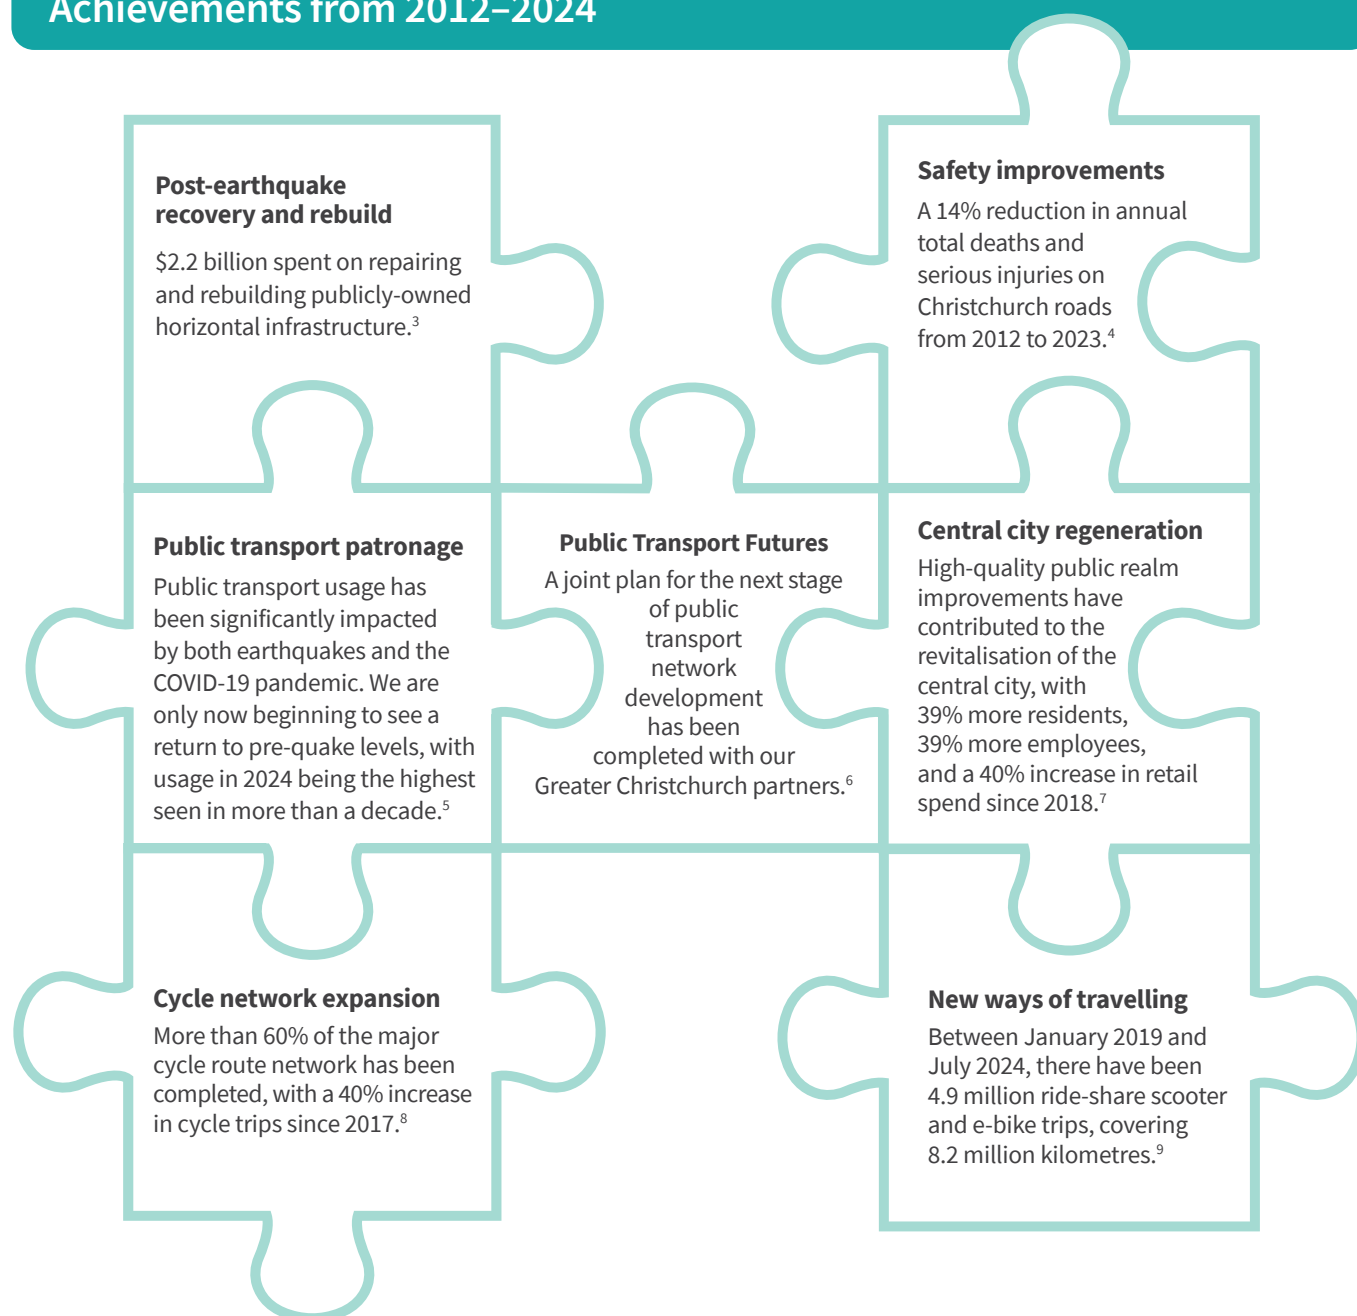 Achievements from 2012–2024
Post-earthquake
recovery and rebuild
$2.2 billion spent on repairing
and rebuilding publicly-owned
horizontal infrastructure.3
Safety improvements
A 14% reduction in annual
total deaths and
serious injuries on
Christchurch roads
from 2012 to 2023.4
Public transport patronage
Public transport usage has
been significantly impacted
by both earthquakes and the
COVID-19 pandemic. We are
only now beginning to see a
return to pre-quake levels, with
usage in 2024 being the highest
seen in more than a decade.5
Public Transport Futures
A joint plan for the next stage
of public
transport
network
development
has been
completed with our
Greater Christchurch partners.6
Central city regeneration
High-quality public realm
improvements have
contributed to the
revitalisation of the
central city, with
39% more residents,
39% more employees,
and a 40% increase in retail
spend since 2018.7
Cycle network expansion
More than 60% of the major
cycle route network has been
completed, with a 40% increase
in cycle trips since 2017.8
New ways of travelling
Between January 2019 and
July 2024, there have been
4.9 million ride-share scooter
and e-bike trips, covering
8.2 million kilometres.9